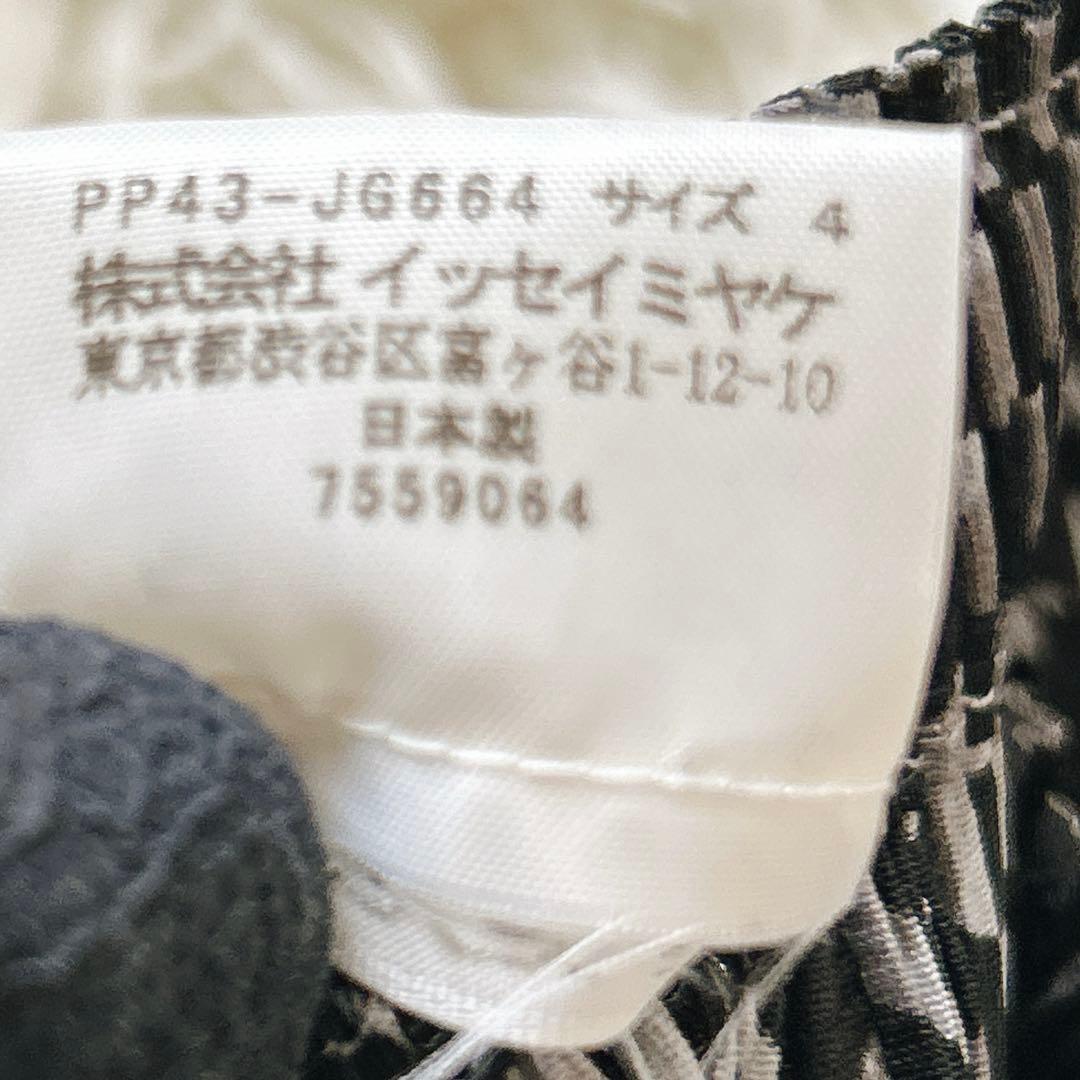 PP43-JG664 サイズ 4
株式会社 イッセイミヤケ
東京都渋谷区富ヶ谷1-12-10
日本製
7559064